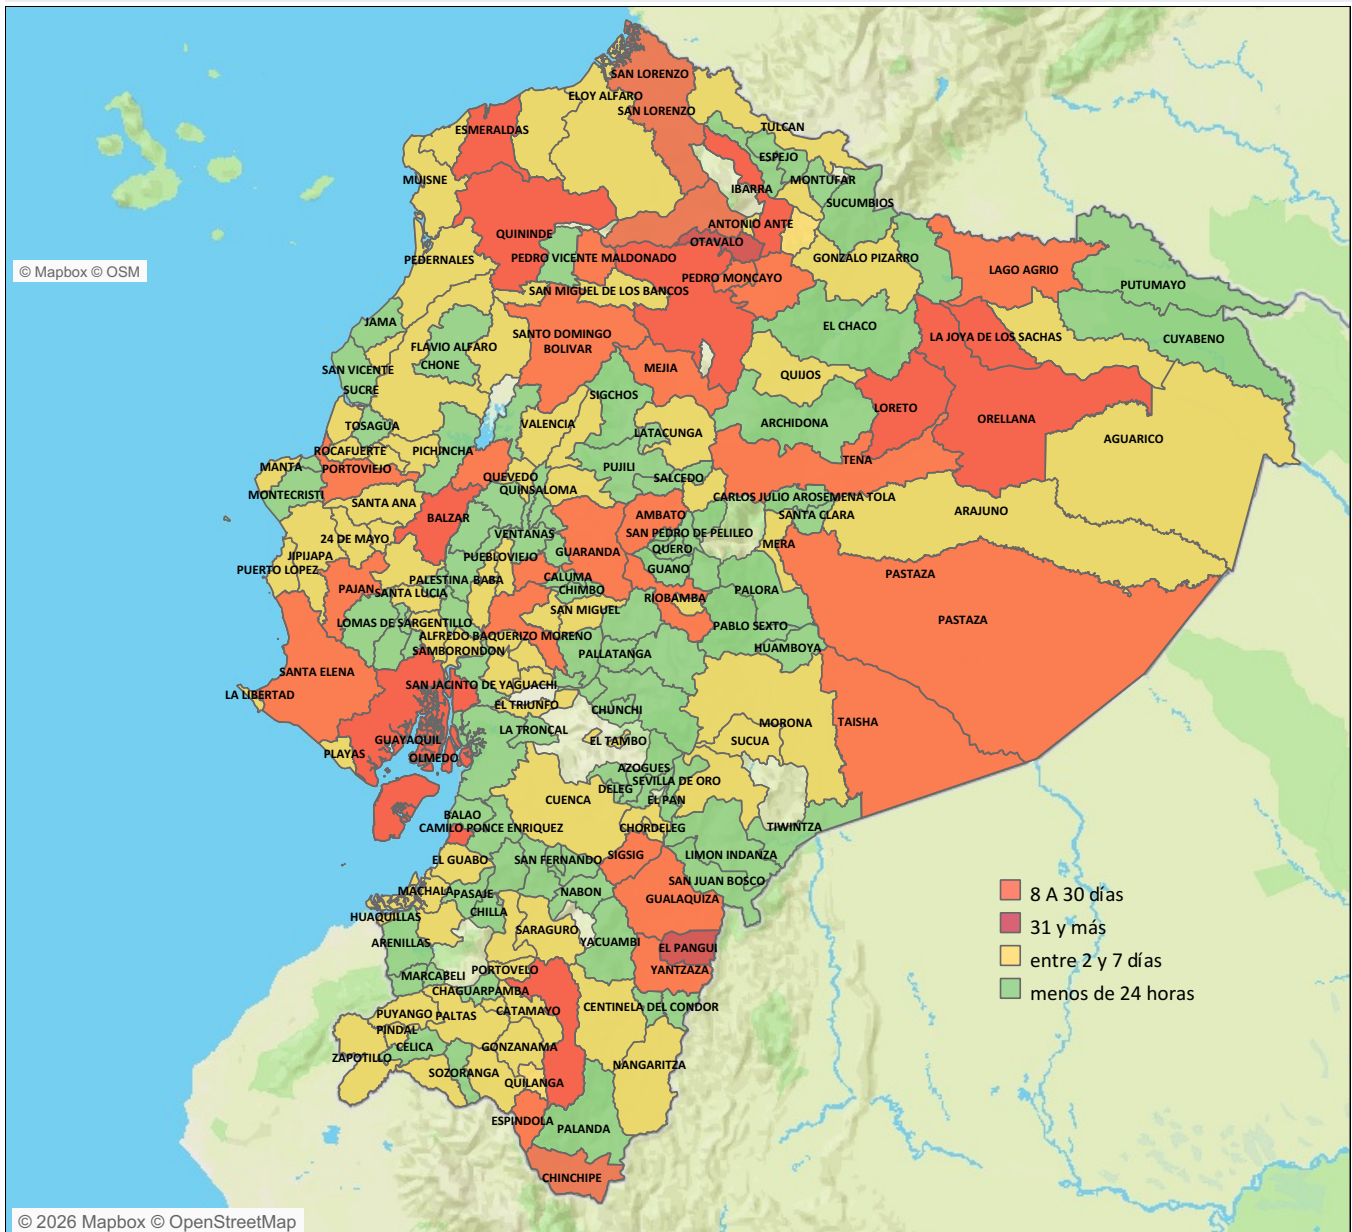 SAN LORENZO
ELOY ALFARO
SAN LORENZO
ESMERALDAS
TULCAN
ESPEJO
MUISNE
MONTUFAR
IBARRA
SUCUMBIOS
ANTONIO ANTE
QUININDE
OTAVALO
PEDERNALES
PEDRO VICENTE MALDONADO
GONZALO PIZARRO
© Mapbox © OSM
PEDRO MONCAYO
LAGO AGRIO
PUTUMAYO
SAN MIGUEL DE LOS BANCOS
JAMA
SANTO DOMINGO
EL CHACO
LA JOYA DE LOS SACHAS
CUYABENO
FLAVIO ALFARO
BOLIVAR
CHONE
SAN VICENTE
MEJIA
QUIJOS
SUCRE
SIGCHOS
LORETO
ORELLANA
TOSAGUA
VALENCIA
ARCHIDONA
LATACUNGA
AGUARICO
ROCAFUERTE
PICHINCHA
TENA
MANTA
PORTOVIEJO
PUJILI
QUEVEDO
SALCEDO
MONTECRISTI
QUINSALOMA
CARLOS JULIO AROSEMENA TOLA
SANTA ANA
ARAJUNO
BALZAR
AMBATO
SANTA CLARA
24 DE MAYO
VENTANAS
SAN PEDRO DE PELILEO
MERA
JIPIJAPA
PUEBLOVIEJO
GUARANDA
QUERO
PUERTO LOPEZ
GUANO
PASTAZA
PALESTINA
BABA
CALUMA
PAJAN
SANTA LUCIA
CHIMBO
PALORA
RIOBAMBA
SAN MIGUEL
PASTAZA
LOMAS DE SARGENTILLO
PABLO SEXTO
ALFREDO BAQUERIZO MORENO
SAMBORONDON
PALLATANGA
HUAMBOYA
SANTA ELENA
SAN JACINTO DE YAGUACHI
LA LIBERTAD
EL TRIUNFO
CHUNCHI
MORONA
TAISHA
LA TRONCAL
GUAYAQUIL
EL TAMBO
SUCUA
PLAYAS
OLMEDO
AZOGUES
SEVILLA DE ORO
DELEG
CUENCA
EL PAN
BALAO
CAMILO PONCE ENRIQUEZ
CHORDELEG
TIWINTZA
EL GUABO
SAN FERNANDO
SIGSIG
LIMON INDANZA
SAN JUAN BOSCO
MACHALA
PASAJE
NABON
GUALAQUIZA
8 A 30 días
HUAQUILLAS
CHILLA
31 y más
SARAGURO
ARENILLAS
YACUAMBI
EL PANGUI
entre 2 y 7 días
MARCABELI
PORTOVELO
YANTZAZA
CHAGUARPAMBA
menos de 24 horas
PUYANGO
PALTAS
CATAMAYO
CENTINELA DEL CONDOR
PINDAL
CELICA
GONZANAMA
ZAPOTILLO
NANGARITZA
SOZORANGA
QUILANGA
ESPINDOLA
PALANDA
CHINCHIPE
© 2026 Mapbox © OpenStreetMap